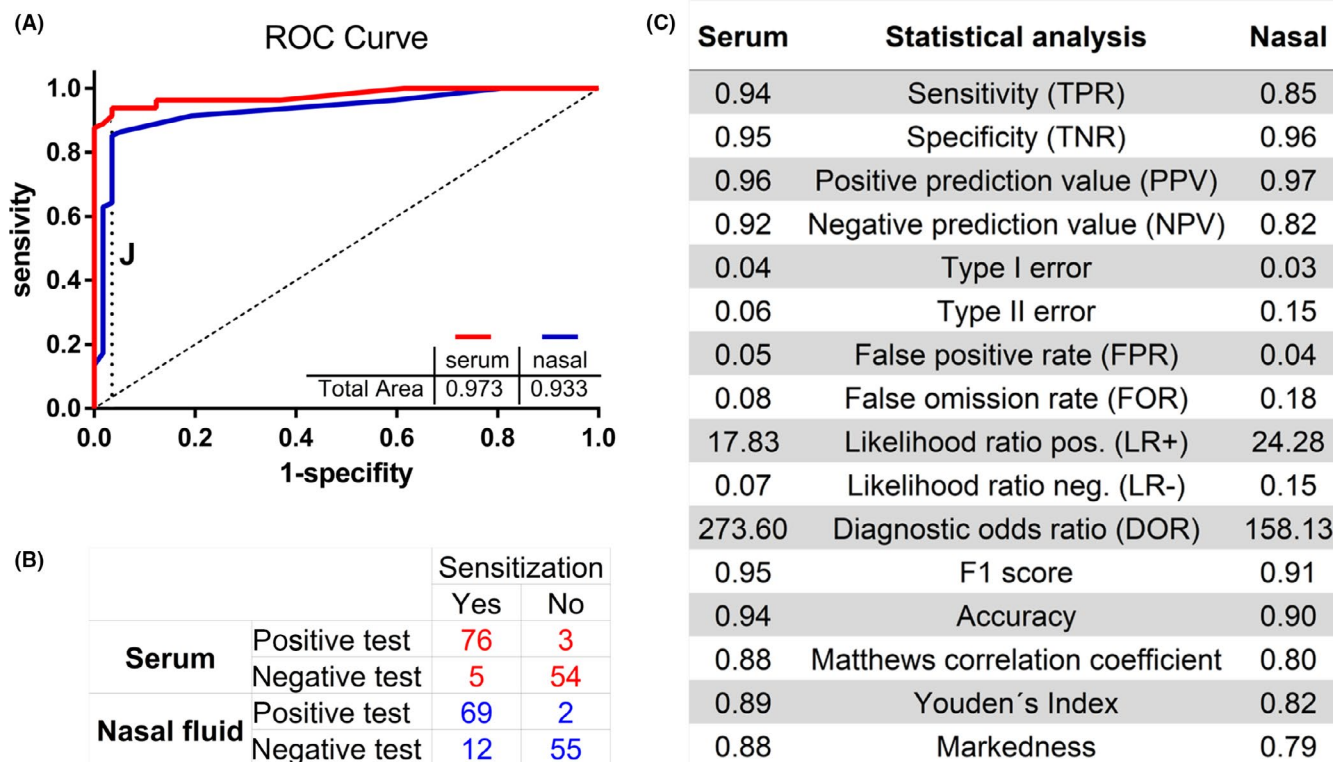 (A)
ROC Curve
1.0
0.8
0.6
0.4
0.2
0.0
sensivity
J
serum nasal
Total Area 0.973 0.933
0.0 0.2 0.4 0.6 0.8 1.0
1-specifity
(B)
Sensitization
Yes No
Serum
Positive test 76 3
Negative test 5 54
Nasal fluid
Positive test 69 2
Negative test 12 55
(C)
Serum Statistical analysis Nasal
0.94 Sensitivity (TPR) 0.85
0.95 Specificity (TNR) 0.96
0.96 Positive prediction value (PPV) 0.97
0.92 Negative prediction value (NPV) 0.82
0.04 Type I error 0.03
0.06 Type II error 0.15
0.05 False positive rate (FPR) 0.04
0.08 False omission rate (FOR) 0.18
17.83 Likelihood ratio pos. (LR+) 24.28
0.07 Likelihood ratio neg. (LR-) 0.15
273.60 Diagnostic odds ratio (DOR) 158.13
0.95 F1 score 0.91
0.94 Accuracy 0.90
0.88 Matthews correlation coefficient 0.80
0.89 Youden´s Index 0.82
0.88 Markedness 0.79